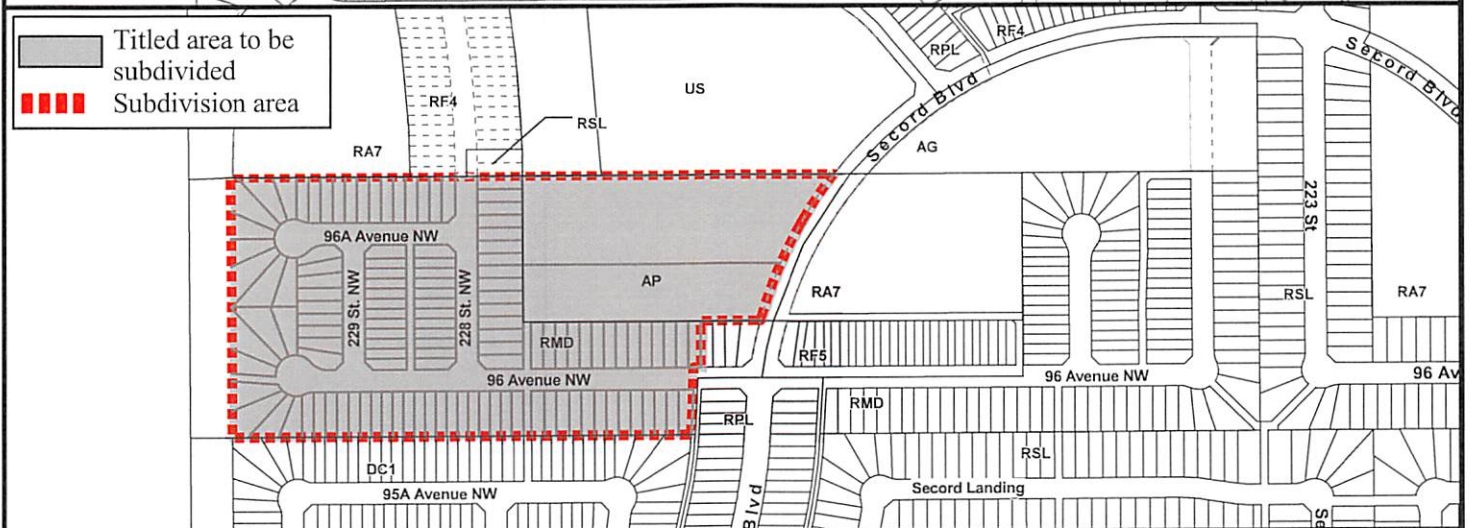 Titled area to be
subdivided
Subdivision area
RF4
RPL
Secord Blvd
US
RF4
Secord Blvd
RSL
RA7
AG
223 St
96A Avenue NW
229 St. NW
228 St. NW
AP
RA7
RSL
RA7
RMD
RF5
96 Avenue NW
96 Avenue NW
96 Av
RPL
RMD
RSL
DC1
95A Avenue NW
Blvd
Secord Landing
Se